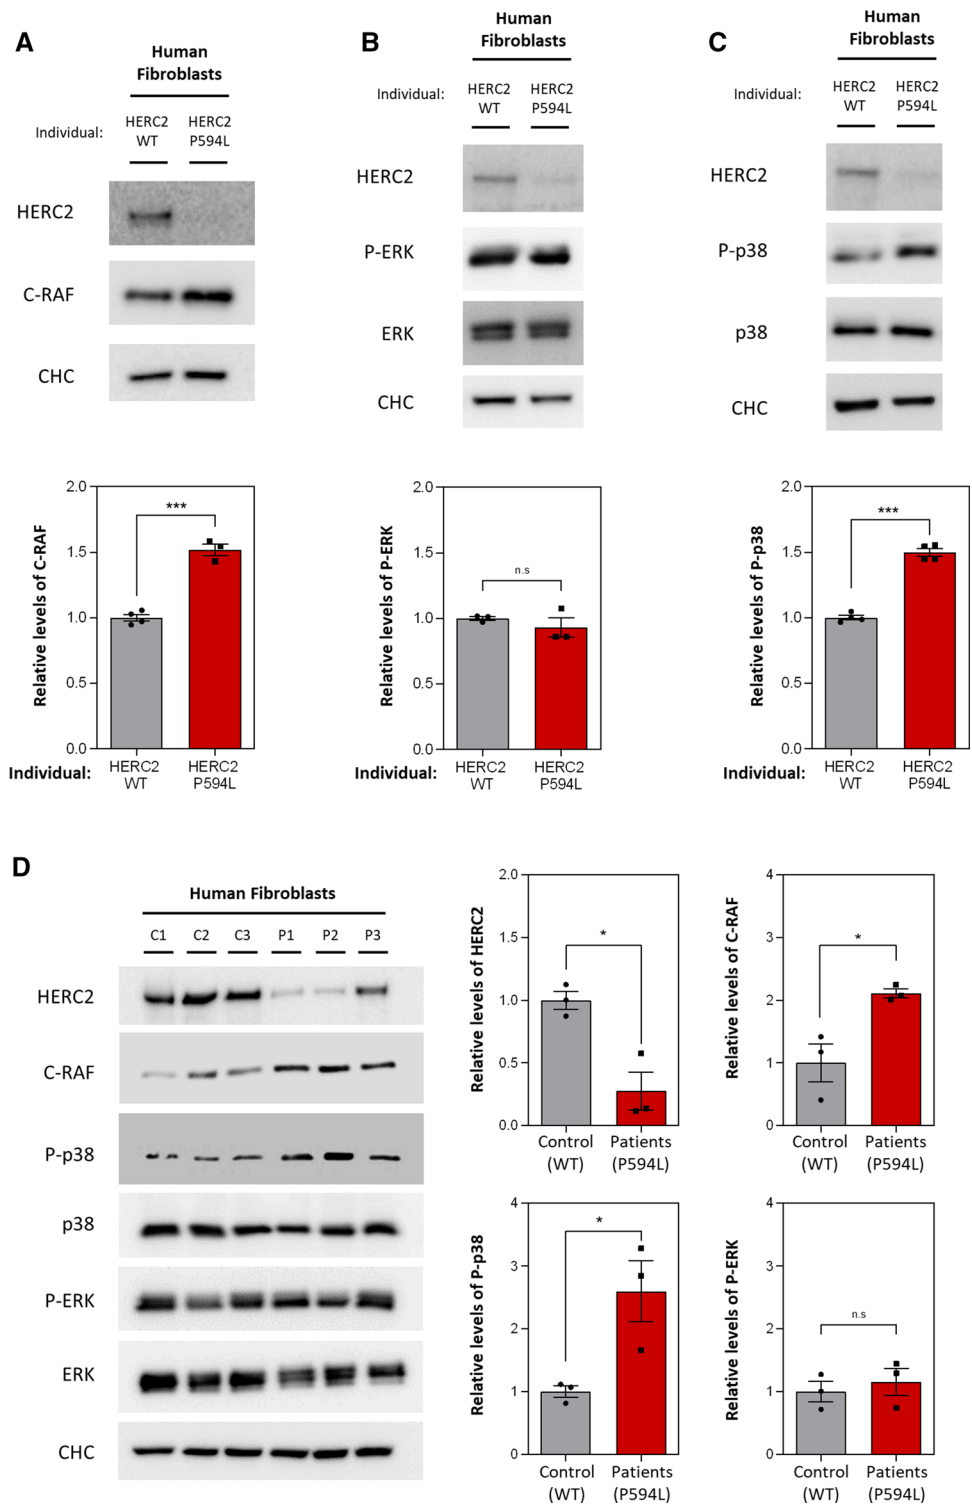 A
Human
Fibroblasts
Individual:
HERC2
WT
HERC2
P594L
HERC2
C-RAF
CHC
2.0
1.5
1.0
0.5
0.0
Relative levels of C-RAF
***
Individual:
HERC2
WT
HERC2
P594L
B
Human
Fibroblasts
Individual:
HERC2
WT
HERC2
P594L
HERC2
P-ERK
ERK
CHC
2.0
1.5
1.0
0.5
0.0
Relative levels of P-ERK
n.s
Individual:
HERC2
WT
HERC2
P594L
C
Human
Fibroblasts
Individual:
HERC2
WT
HERC2
P594L
HERC2
P-p38
p38
CHC
2.0
1.5
1.0
0.5
0.0
Relative levels of P-p38
***
Individual:
HERC2
WT
HERC2
P594L
D
Human Fibroblasts
C1 C2 C3 P1 P2 P3
HERC2
C-RAF
P-p38
p38
P-ERK
ERK
CHC
2.0
1.5
1.0
0.5
0.0
Relative levels of HERC2
*
Control
(WT)
Patients
(P594L)
4
3
2
1
0
Relative levels of C-RAF
*
Control
(WT)
Patients
(P594L)
4
3
2
1
0
Relative levels of P-p38
*
Control
(WT)
Patients
(P594L)
4
3
2
1
0
Relative levels of P-ERK
n.s
Control
(WT)
Patients
(P594L)